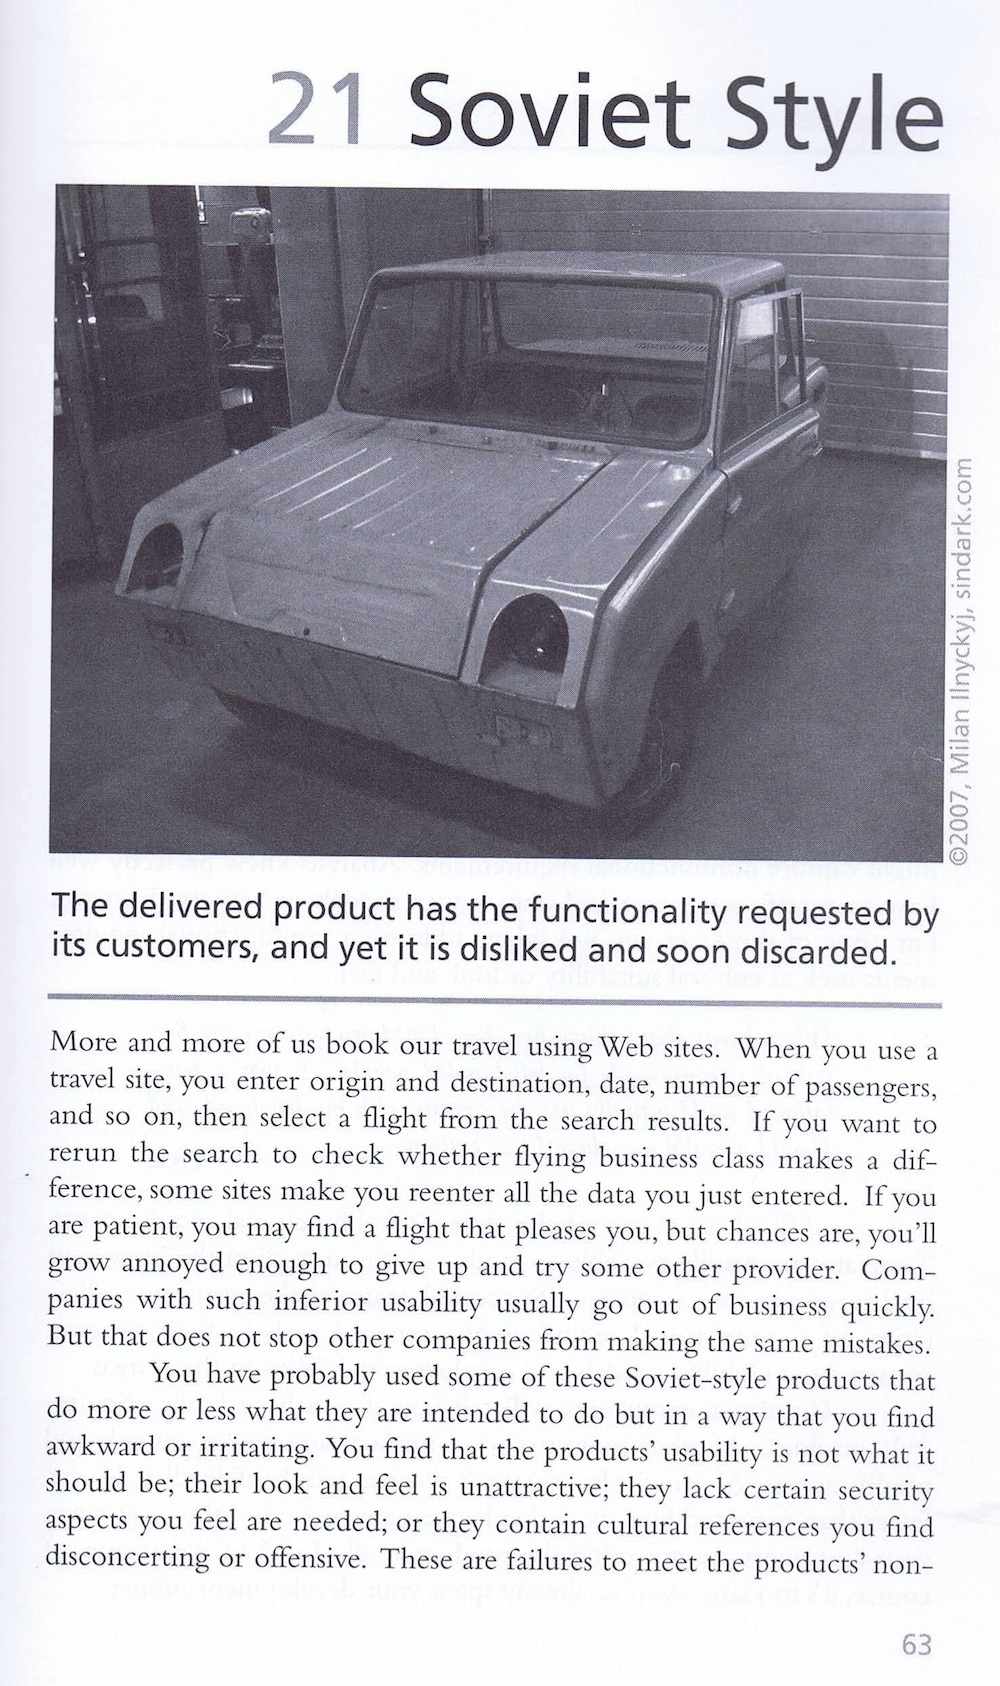 21 Soviet Style
©2007, Milan Ilnyckyj, sindark.com
The delivered product has the functionality requested by
its customers, and yet it is disliked and soon discarded.
More and more of us book our travel using Web sites. When you use a
travel site, you enter origin and destination, date, number of passengers,
and so on, then select a flight from the search results. If you want to
rerun the search to check whether flying business class makes a dif-
ference, some sites make you reenter all the data you just entered. If you
are patient, you may find a flight that pleases you, but chances are, you'll
grow annoyed enough to give up and try some other provider. Com-
panies with such inferior usability usually go out of business quickly.
But that does not stop other companies from making the same mistakes.
You have probably used some of these Soviet-style products that
do more or less what they are intended to do but in a way that you find
awkward or irritating. You find that the products' usability is not what it
should be; their look and feel is unattractive; they lack certain security
aspects you feel are needed; or they contain cultural references you find
disconcerting or offensive. These are failures to meet the products' non-
63